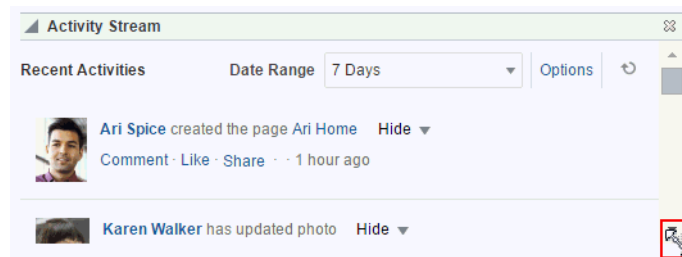 Activity Stream
Recent Activities Date Range 7 Days Options
Ari Spice created the page Ari Home Hide
Comment · Like · Share · · 1 hour ago
Karen Walker has updated photo Hide